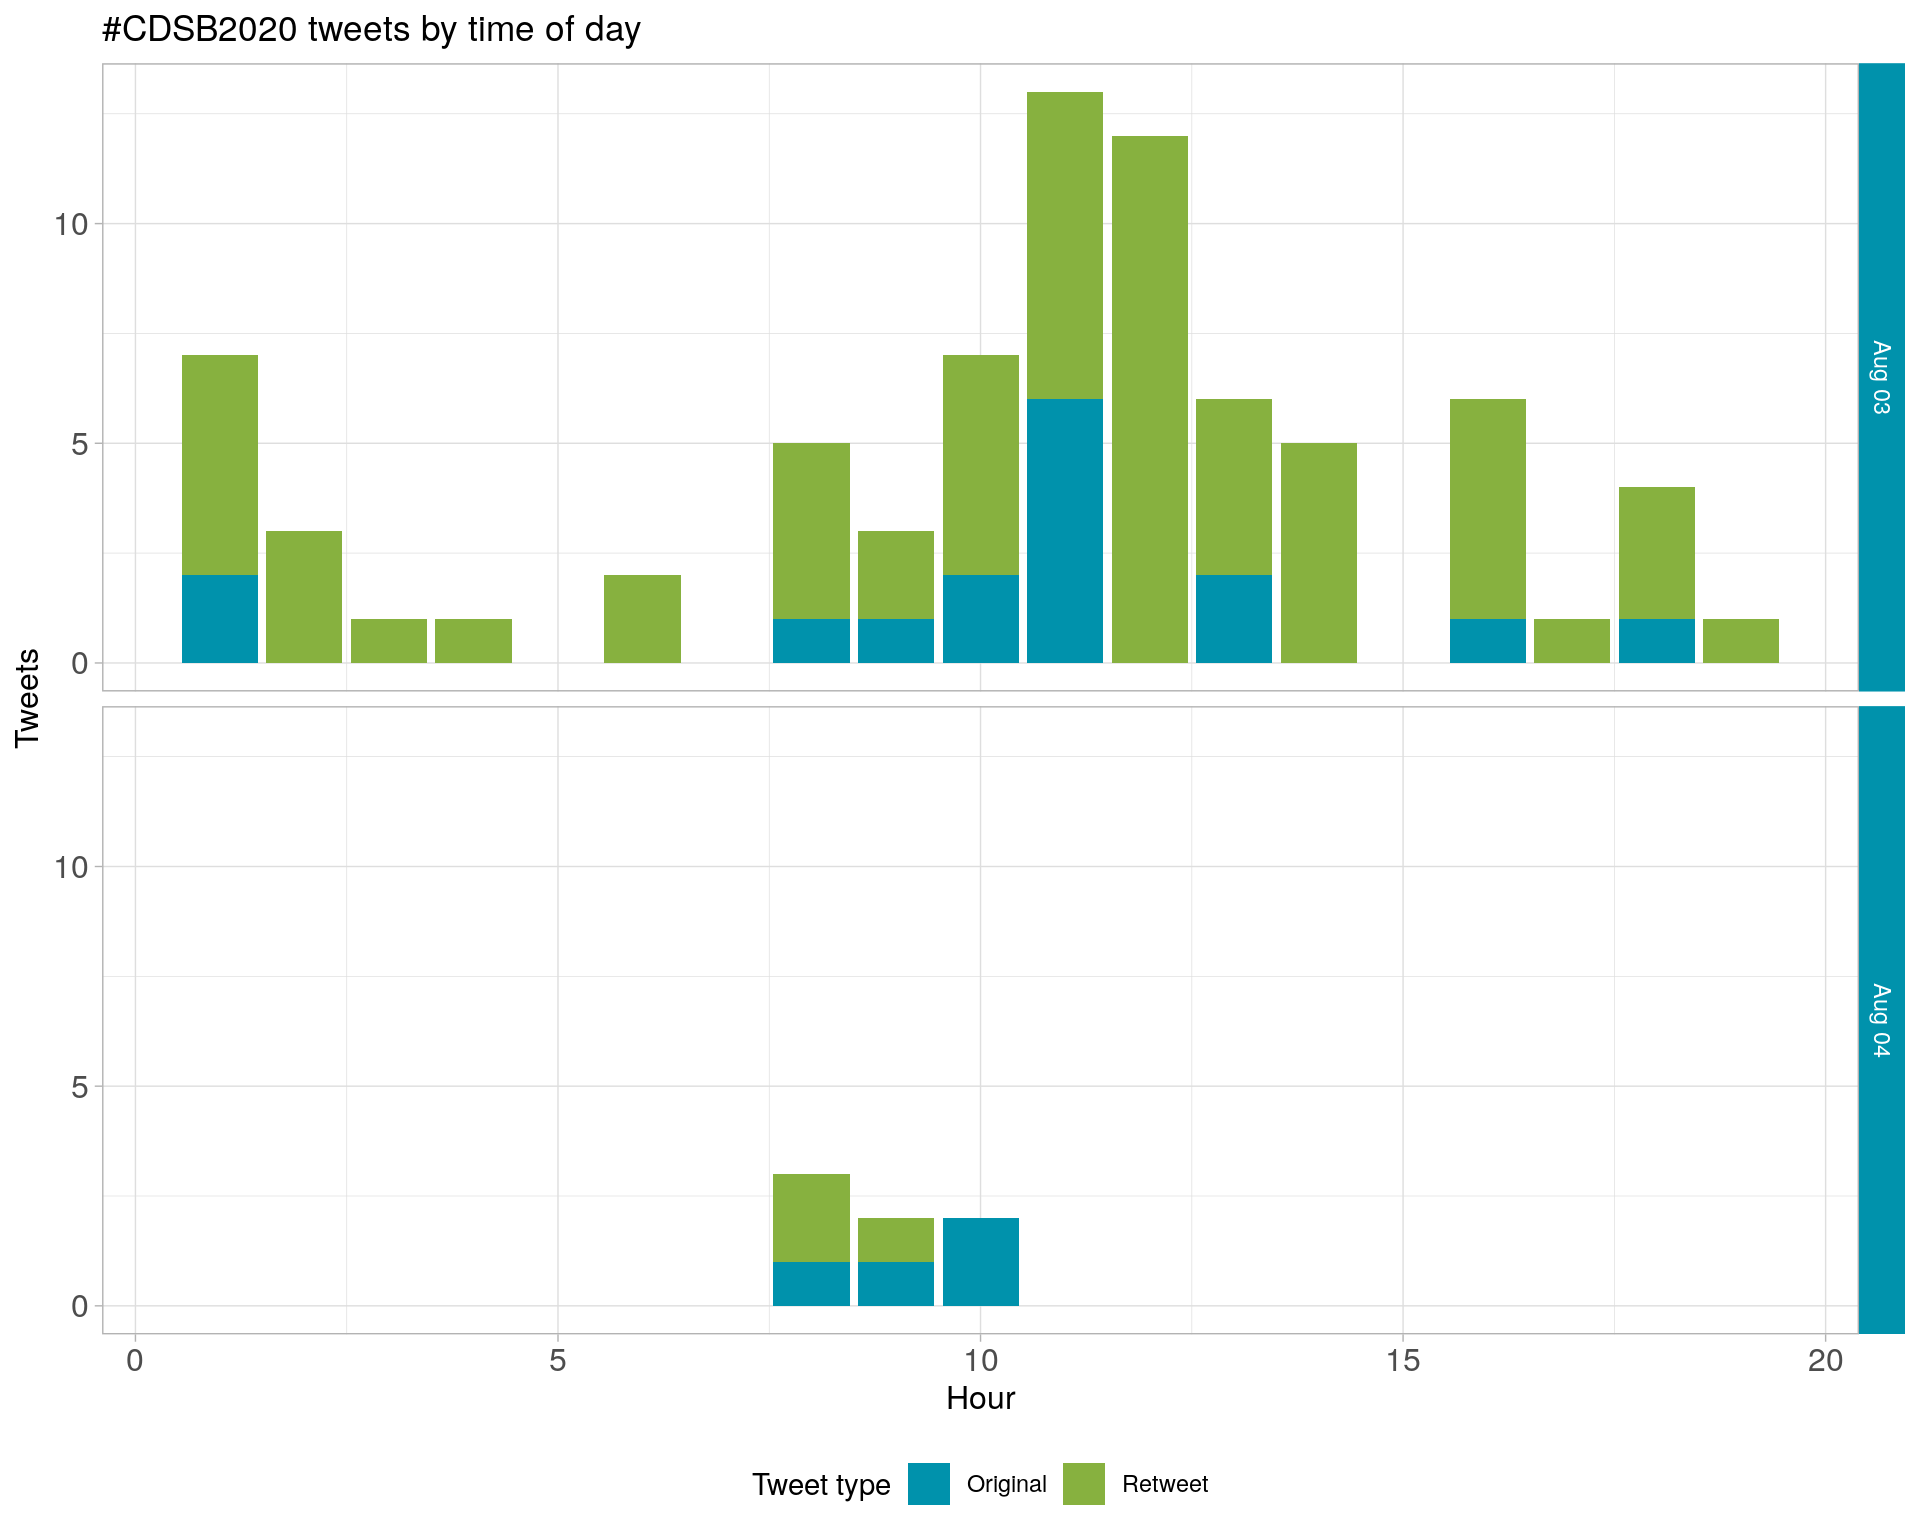 #CDSB2020 tweets by time of day
Tweets
10
5
0
Aug 03
10
5
0
Aug 04
0 5 10 15 20
Hour
Tweet type Original Retweet